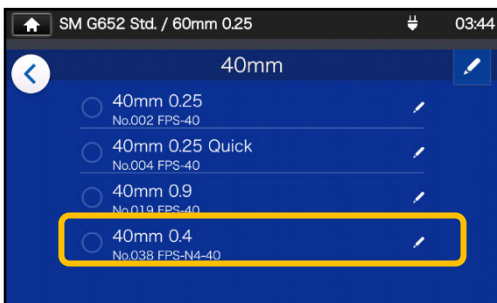 SM G652 Std. / 60mm 0.25 03:44
40mm
40mm 0.25
No.002 FPS-40
40mm 0.25 Quick
No.004 FPS-40
40mm 0.9
No.019 FPS-40
40mm 0.4
No.038 FPS-N4-40